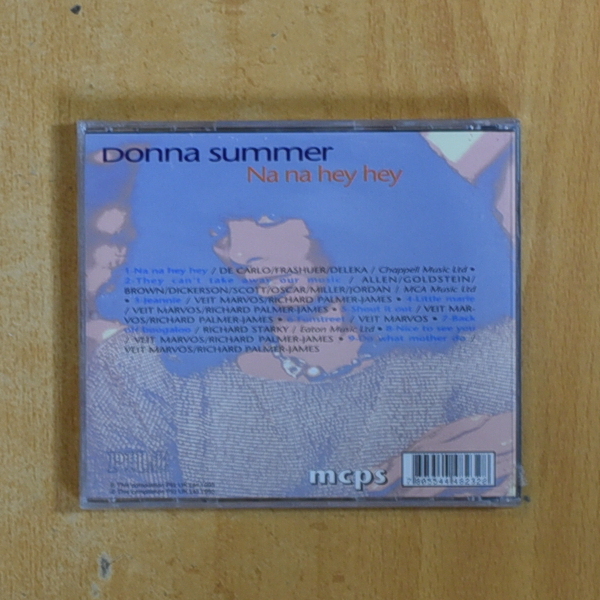 Donna summer
Na na hey hey
1-Na na hey hey / DE CARLO/FRASHUER/DELEKA / Chappell Music Ltd •
2-They can't take away our music / ALLEN/GOLDSTEIN/
BROWN/DICKERSON/SCOTT/OSCAR/MILLER/JORDAN / MCA Music Ltd
• 3-Jeannie / VEIT MARVOS/RICHARD PALMER-JAMES • 4-Little marie
/ VEIT MARVOS/RICHARD PALMER-JAMES • 5-Shout it out / VEIT MAR-
VOS/RICHARD PALMER-JAMES • 6-Funstreet / VEIT MARVOS • 7-Back
of boogaloo / RICHARD STARKY / Eaton Music Ltd • 8-Nice to see you
/ VEIT MARVOS/RICHARD PALMER-JAMES • 9-Do what mother do /
VEIT MARVOS/RICHARD PALMER-JAMES
mcps